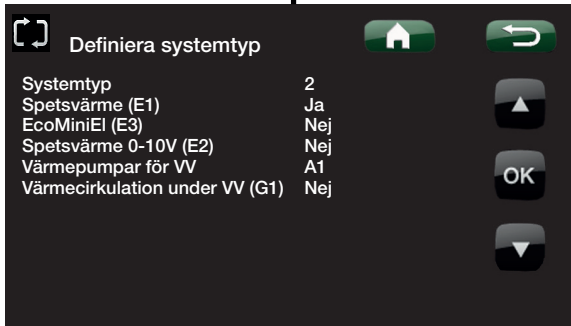 Definiera systemtyp
Systemtyp 2
Spetsvärme (E1) Ja
EcoMiniEl (E3) Nej
Spetsvärme 0-10V (E2) Nej
Värmepumpar för VV A1
Värmecirkulation under VV (G1) Nej
OK